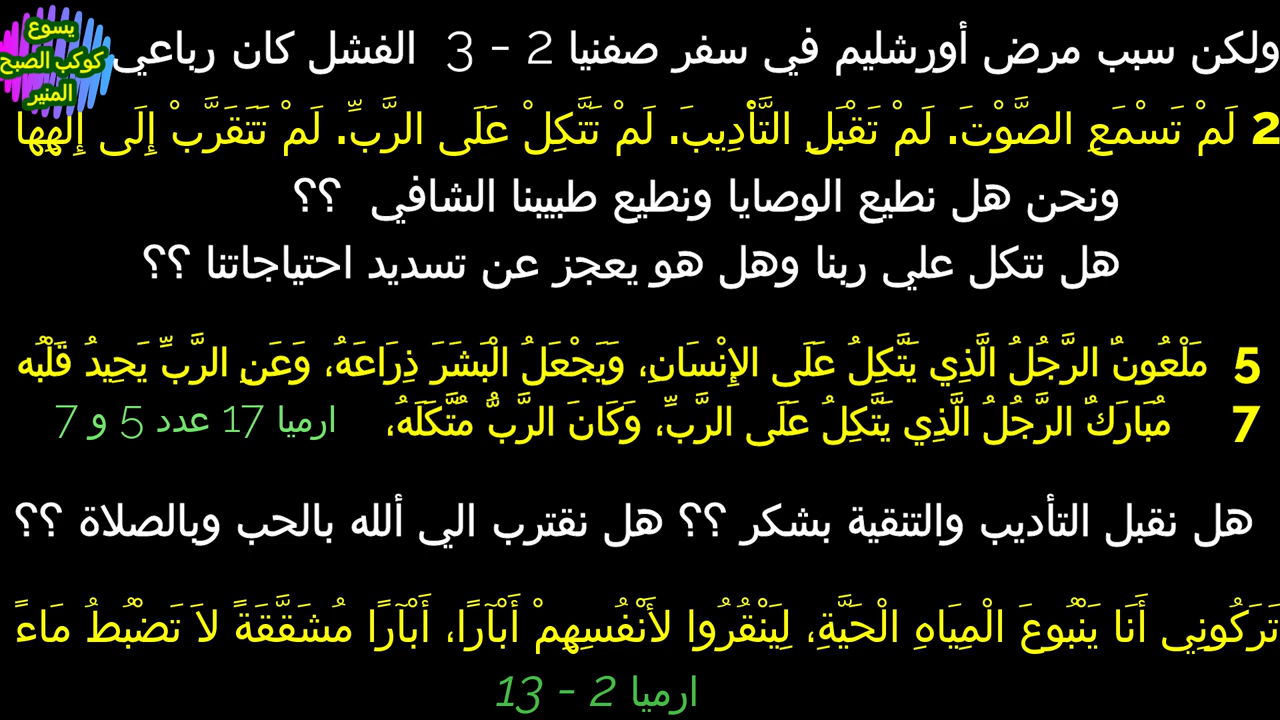 يسوع
كوكب الصبح
المنير
ولكن سبب مرض أورشليم في سفر صفنيا 2 - 3 الفشل كان رباعي
2 لَمْ تَسْمَعِ الصَّوْتَ. لَمْ تَقْبَلِ التَّأْدِيبَ. لَمْ تَتَّكِلْ عَلَى الرَّبِّ. لَمْ تَتَقَرَّبْ إِلَى إِلهِهَا
ونحن هل نطيع الوصايا ونطيع طبيبنا الشافي ؟؟
هل نتكل علي ربنا وهل هو يعجز عن تسديد احتياجاتنا ؟؟
5 مَلْعُونٌ الرَّجُلُ الَّذِي يَتَّكِلُ عَلَى الإِنْسَانِ، وَيَجْعَلُ الْبَشَرَ ذِرَاعَهُ، وَعَنِ الرَّبِّ يَحِيدُ قَلْبُه
7 مُبَارَكٌ الرَّجُلُ الَّذِي يَتَّكِلُ عَلَى الرَّبِّ، وَكَانَ الرَّبُّ مُتَّكَلَهُ، ارميا 17 عدد 5 و 7
هل نقبل التأديب والتنقية بشكر ؟؟ هل نقترب الي ألله بالحب وبالصلاة ؟؟
تَرَكُونِي أَنَا يَنْبُوعَ الْمِيَاهِ الْحَيَّةِ، لِيَنْقُرُوا لأَنْفُسِهِمْ أَبْآرًا، أَبْآرًا مُشَقَّقَةً لاَ تَضْبُطُ مَاءً
ارميا 2 - 13